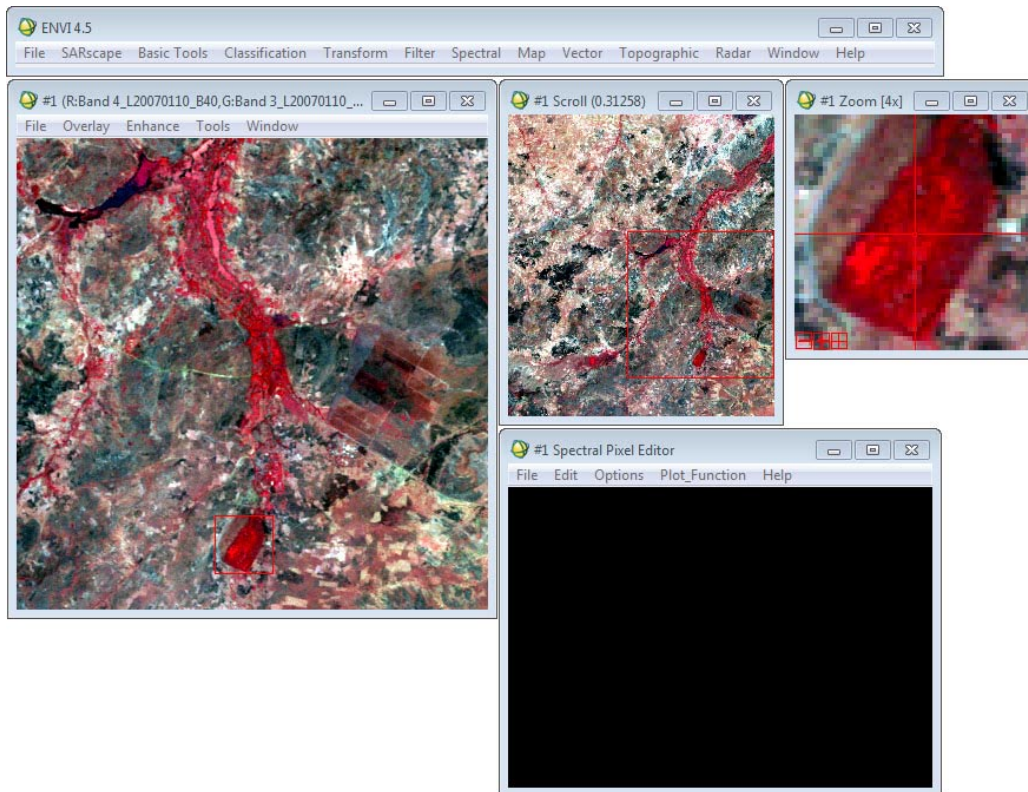 ENVI 4.5
File SARscape Basic Tools Classification Transform Filter Spectral Map Vector Topographic Radar Window Help
#1 (R:Band 4_L20070110_B40,G:Band 3_L20070110_...
File Overlay Enhance Tools Window
#1 Scroll (0.31258)
#1 Zoom [4x]
#1 Spectral Pixel Editor
File Edit Options Plot_Function Help